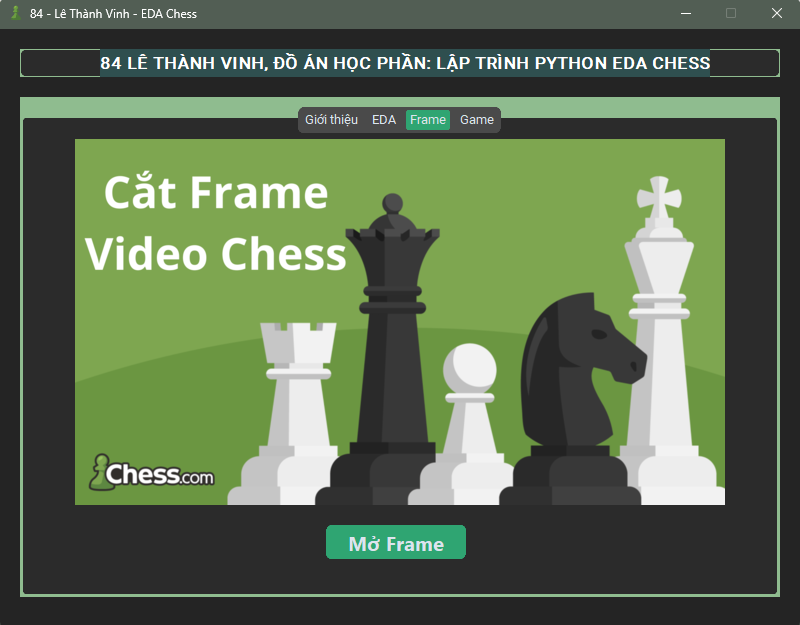 84 - Lê Thành Vinh - EDA Chess
84 LÊ THÀNH VINH, ĐỒ ÁN HỌC PHẦN: LẬP TRÌNH PYTHON EDA CHESS
Giới thiệu EDA Frame Game
Cắt Frame
Video Chess
Chess.com
Mở Frame